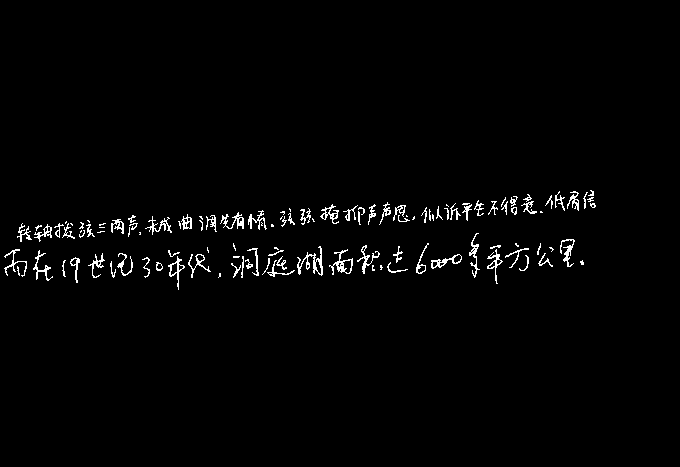 转轴拨弦三两声,未成曲调先有情。弦弦掩抑声声思,似诉平生不得意。低眉信
而在19世纪30年代,洞庭湖面积达6000多平方公里。